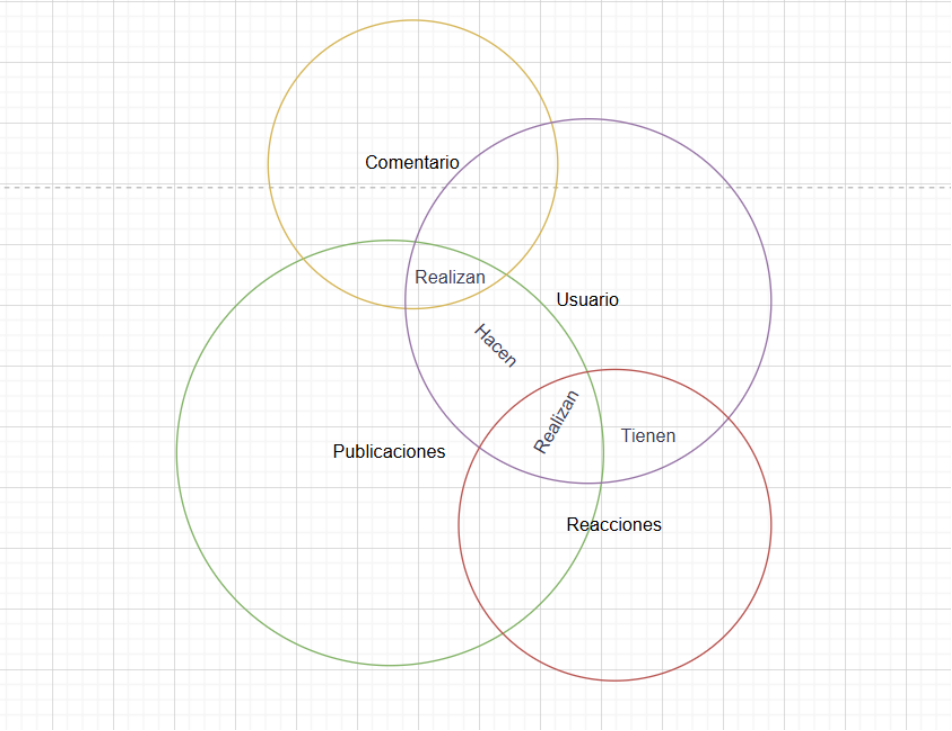 Comentario
Realizan
Usuario
Hacen
Realizan
Tienen
Publicaciones
Reacciones